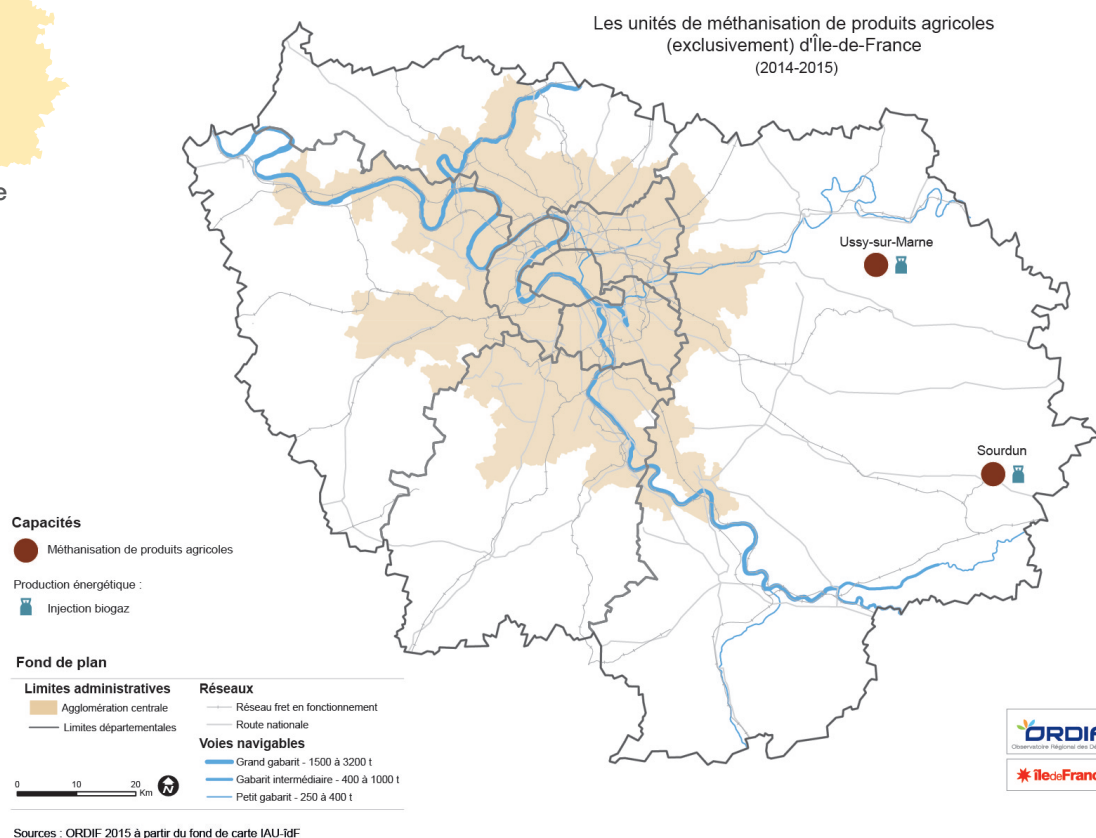 Les unités de méthanisation de produits agricoles
(exclusivement) d'Île-de-France
(2014-2015)
e
Ussy-sur-Marne
Sourdun
Capacités
Méthanisation de produits agricoles
Production énergétique :
Injection biogaz
Fond de plan
Limites administratives
Agglomération centrale
Limites départementales
Réseaux
Réseau fret en fonctionnement
Route nationale
Voies navigables
Grand gabarit - 1500 à 3200 t
Gabarit intermédiaire - 400 à 1000 t
Petit gabarit - 250 à 400 t
0 10 20 Km
N
ORDIF
Observatoire Régional des Dé
îledeFranc
Sources : ORDIF 2015 à partir du fond de carte IAU-îdF